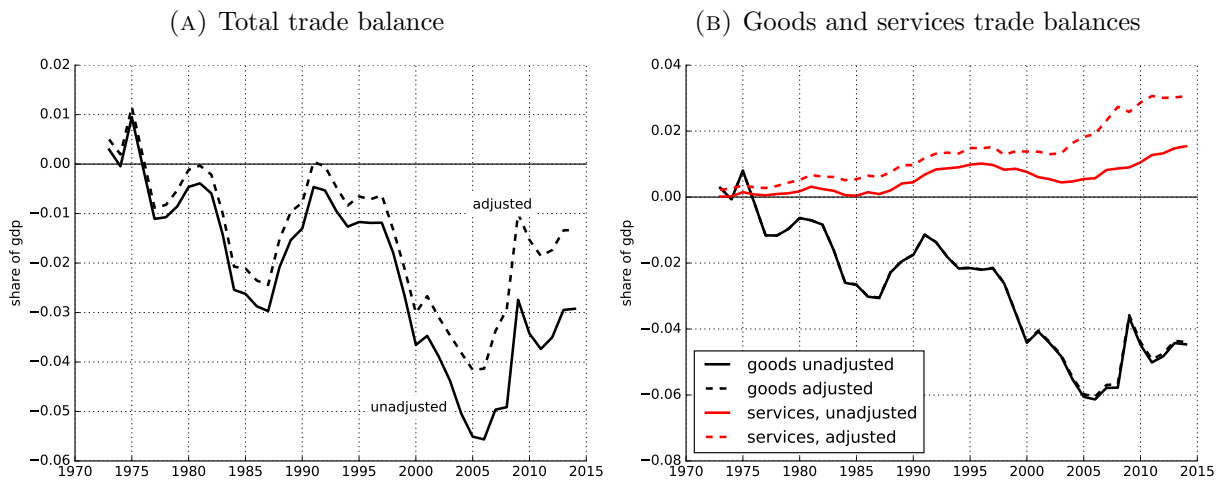 (A) Total trade balance
0.02
0.01
0.00
−0.01
−0.02
−0.03
−0.04
−0.05
−0.06
share of gdp
adjusted
unadjusted
1970 1975 1980 1985 1990 1995 2000 2005 2010 2015
(B) Goods and services trade balances
0.04
0.02
0.00
−0.02
−0.04
−0.06
−0.08
share of gdp
goods unadjusted
goods adjusted
services, unadjusted
services, adjusted
1970 1975 1980 1985 1990 1995 2000 2005 2010 2015